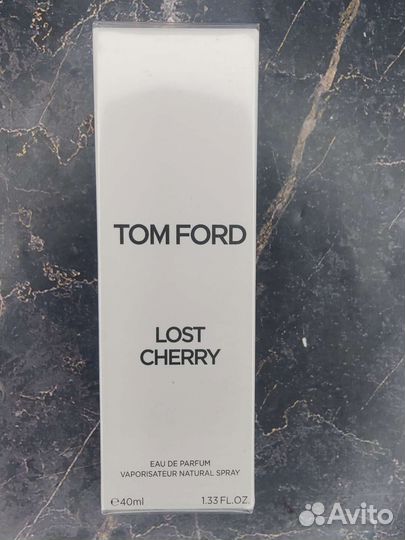 TOM FORD
LOST
CHERRY
EAU DE PARFUM
VAPORISATEUR NATURAL SPRAY
℮40ml 1.33 FL.OZ.
Avito